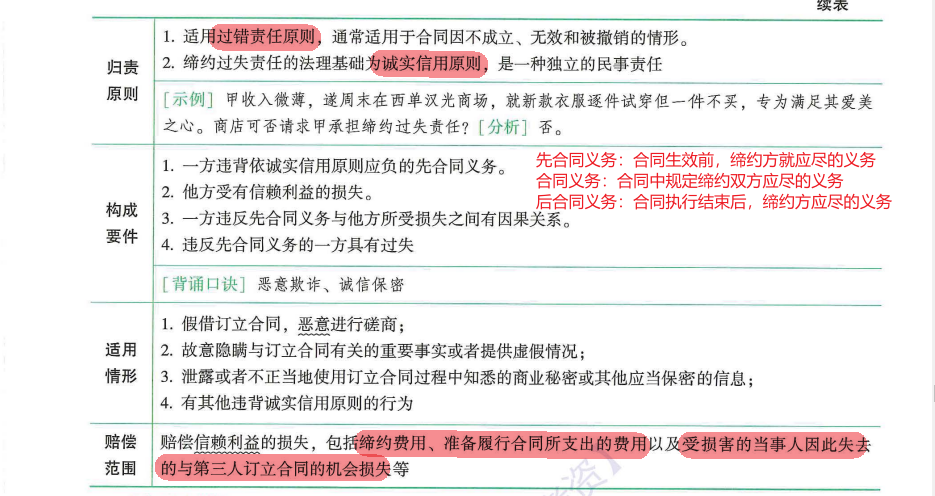 续表
归责
原则
1. 适用过错责任原则，通常适用于合同因不成立、无效和被撤销的情形。
2. 缔约过失责任的法理基础为诚实信用原则，是一种独立的民事责任
[示例] 甲收入微薄，遂周末在西单汉光商场，就新款衣服逐件试穿但一件不买，专为满足其爱美
之心。商店可否请求甲承担缔约过失责任？[分析] 否。
构成
要件
1. 一方违背依诚实信用原则应负的先合同义务。
2. 他方受有信赖利益的损失。
3. 一方违反先合同义务与他方所受损失之间有因果关系。
4. 违反先合同义务的一方具有过失
先合同义务：合同生效前，缔约方就应尽的义务
合同义务：合同中规定缔约双方应尽的义务
后合同义务：合同执行结束后，缔约方应尽的义务
[背诵口诀] 恶意欺诈、诚信保密
适用
情形
1. 假借订立合同，恶意进行磋商；
2. 故意隐瞒与订立合同有关的重要事实或者提供虚假情况；
3. 泄露或者不正当地使用订立合同过程中知悉的商业秘密或其他应当保密的信息；
4. 有其他违背诚实信用原则的行为
赔偿
范围
赔偿信赖利益的损失，包括缔约费用、准备履行合同所支出的费用以及受损害的当事人因此失去
的与第三人订立合同的机会损失等
资】